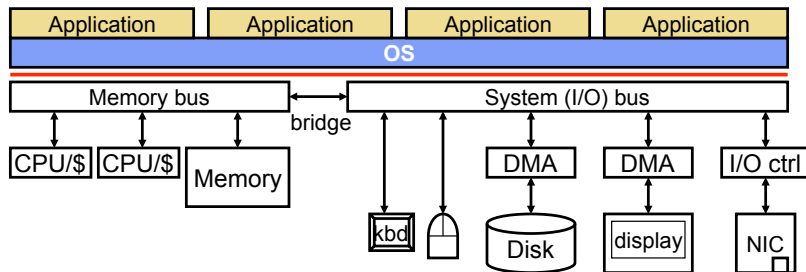 Application Application Application Application
OS
Memory bus System (I/O) bus
bridge
CPU/$ CPU/$ Memory DMA DMA I/O ctrl
kbd Disk display NIC